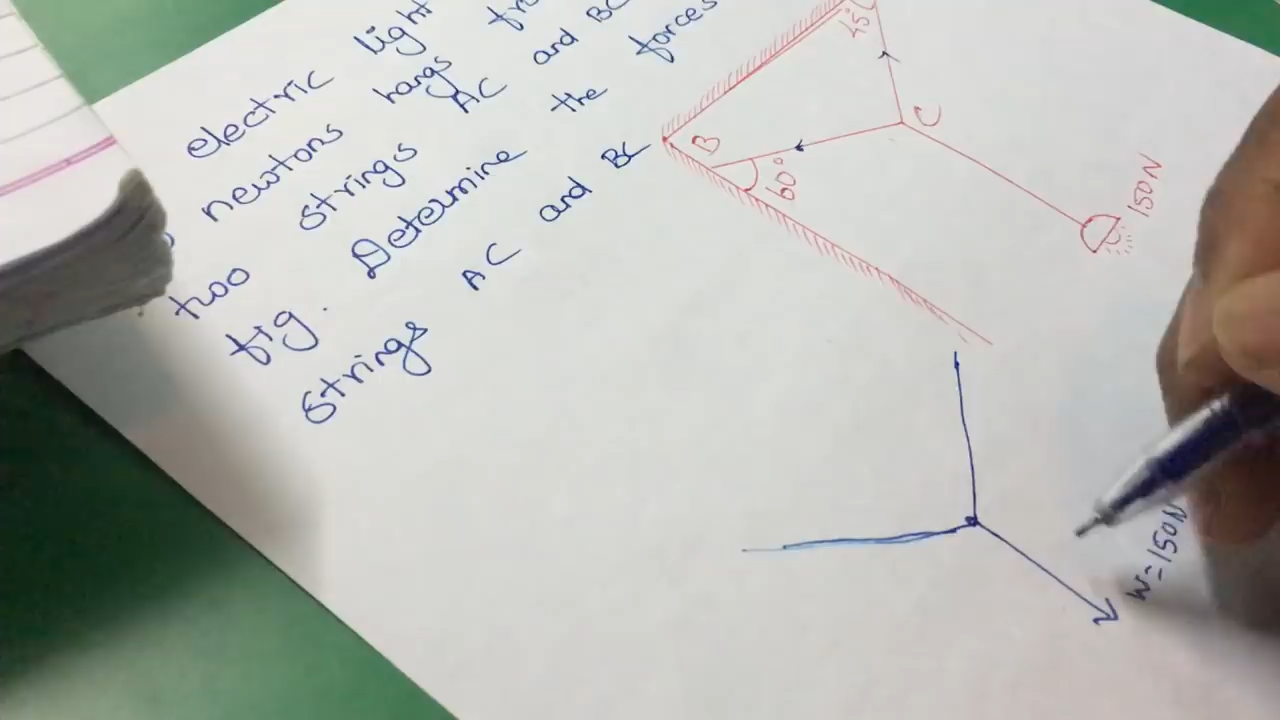 electric light
newtons hangs
two strings AC and BC
fig. Determine the forces
strings AC and BC
45°
C
B
60°
150N
W=150N